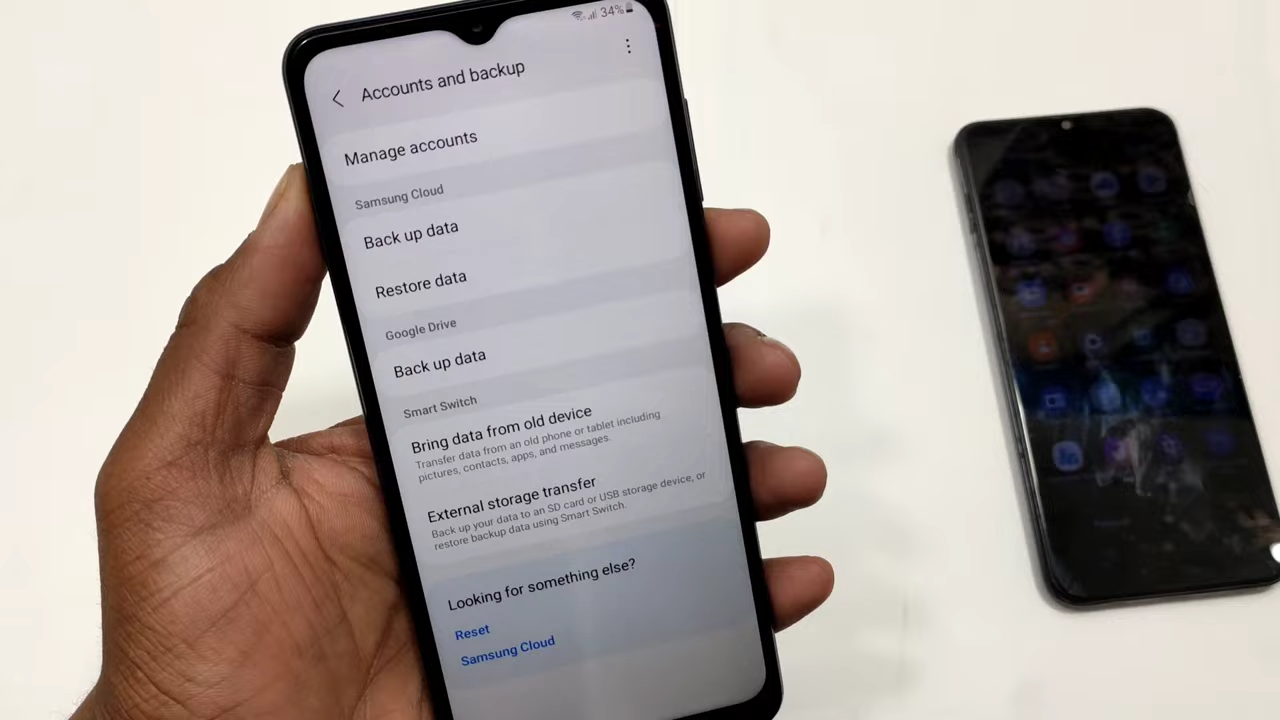 34%
Accounts and backup
Manage accounts
Samsung Cloud
Back up data
Restore data
Google Drive
Back up data
Smart Switch
Bring data from old device
Transfer data from an old phone or tablet including
pictures, contacts, apps, and messages.
External storage transfer
Back up your data to an SD card or USB storage device, or
restore backup data using Smart Switch.
Looking for something else?
Reset
Samsung Cloud